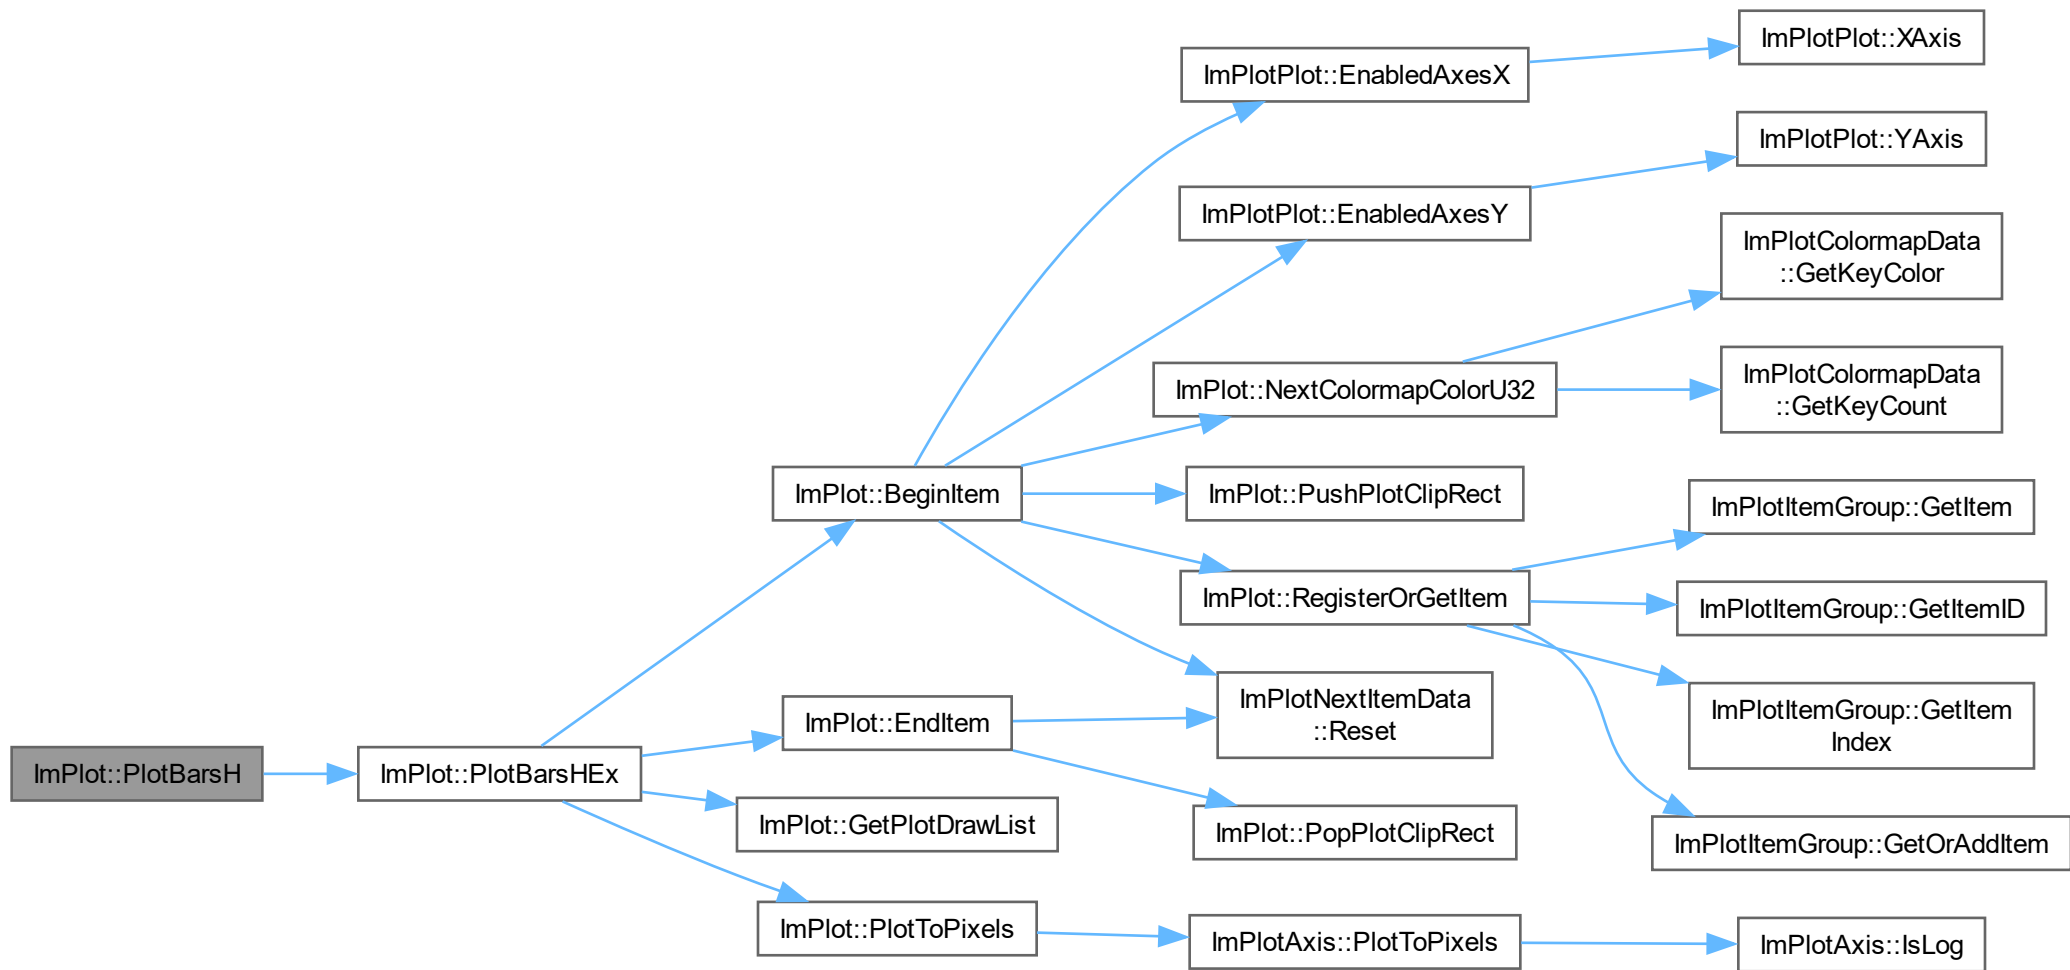 ImPlotPlot::XAxis
ImPlotPlot::EnabledAxesX
ImPlotPlot::YAxis
ImPlotPlot::EnabledAxesY
ImPlotColormapData
::GetKeyColor
ImPlot::NextColormapColorU32
ImPlotColormapData
::GetKeyCount
ImPlot::BeginItem
ImPlot::PushPlotClipRect
ImPlotItemGroup::GetItem
ImPlot::RegisterOrGetItem
ImPlotItemGroup::GetItemID
ImPlotNextItemData
::Reset
ImPlotItemGroup::GetItem
Index
ImPlot::EndItem
ImPlot::PlotBarsH
ImPlot::PlotBarsHEx
ImPlot::GetPlotDrawList
ImPlot::PopPlotClipRect
ImPlotItemGroup::GetOrAddItem
ImPlot::PlotToPixels
ImPlotAxis::PlotToPixels
ImPlotAxis::IsLog